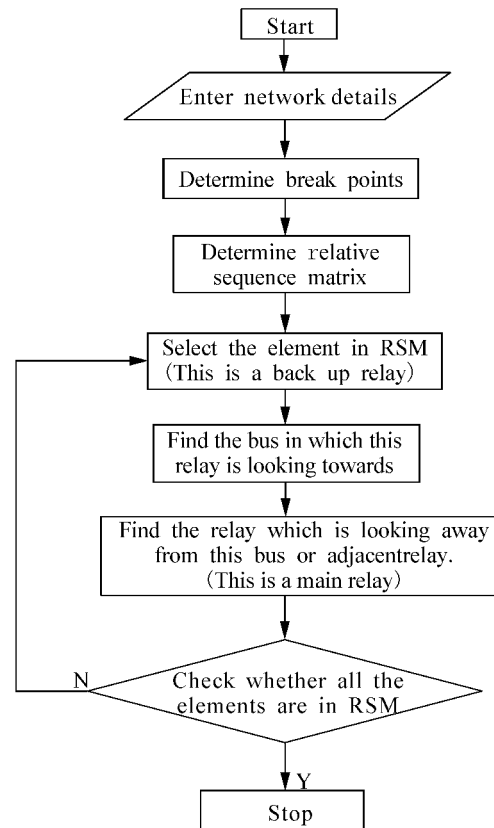 Start
Enter network details
Determine break points
Determine relative
sequence matrix
Select the element in RSM
(This is a back up relay)
Find the bus in which this
relay is looking towards
Find the relay which is looking away
from this bus or adjacentrelay.
(This is a main relay)
N
Check whether all the
elements are in RSM
Y
Stop